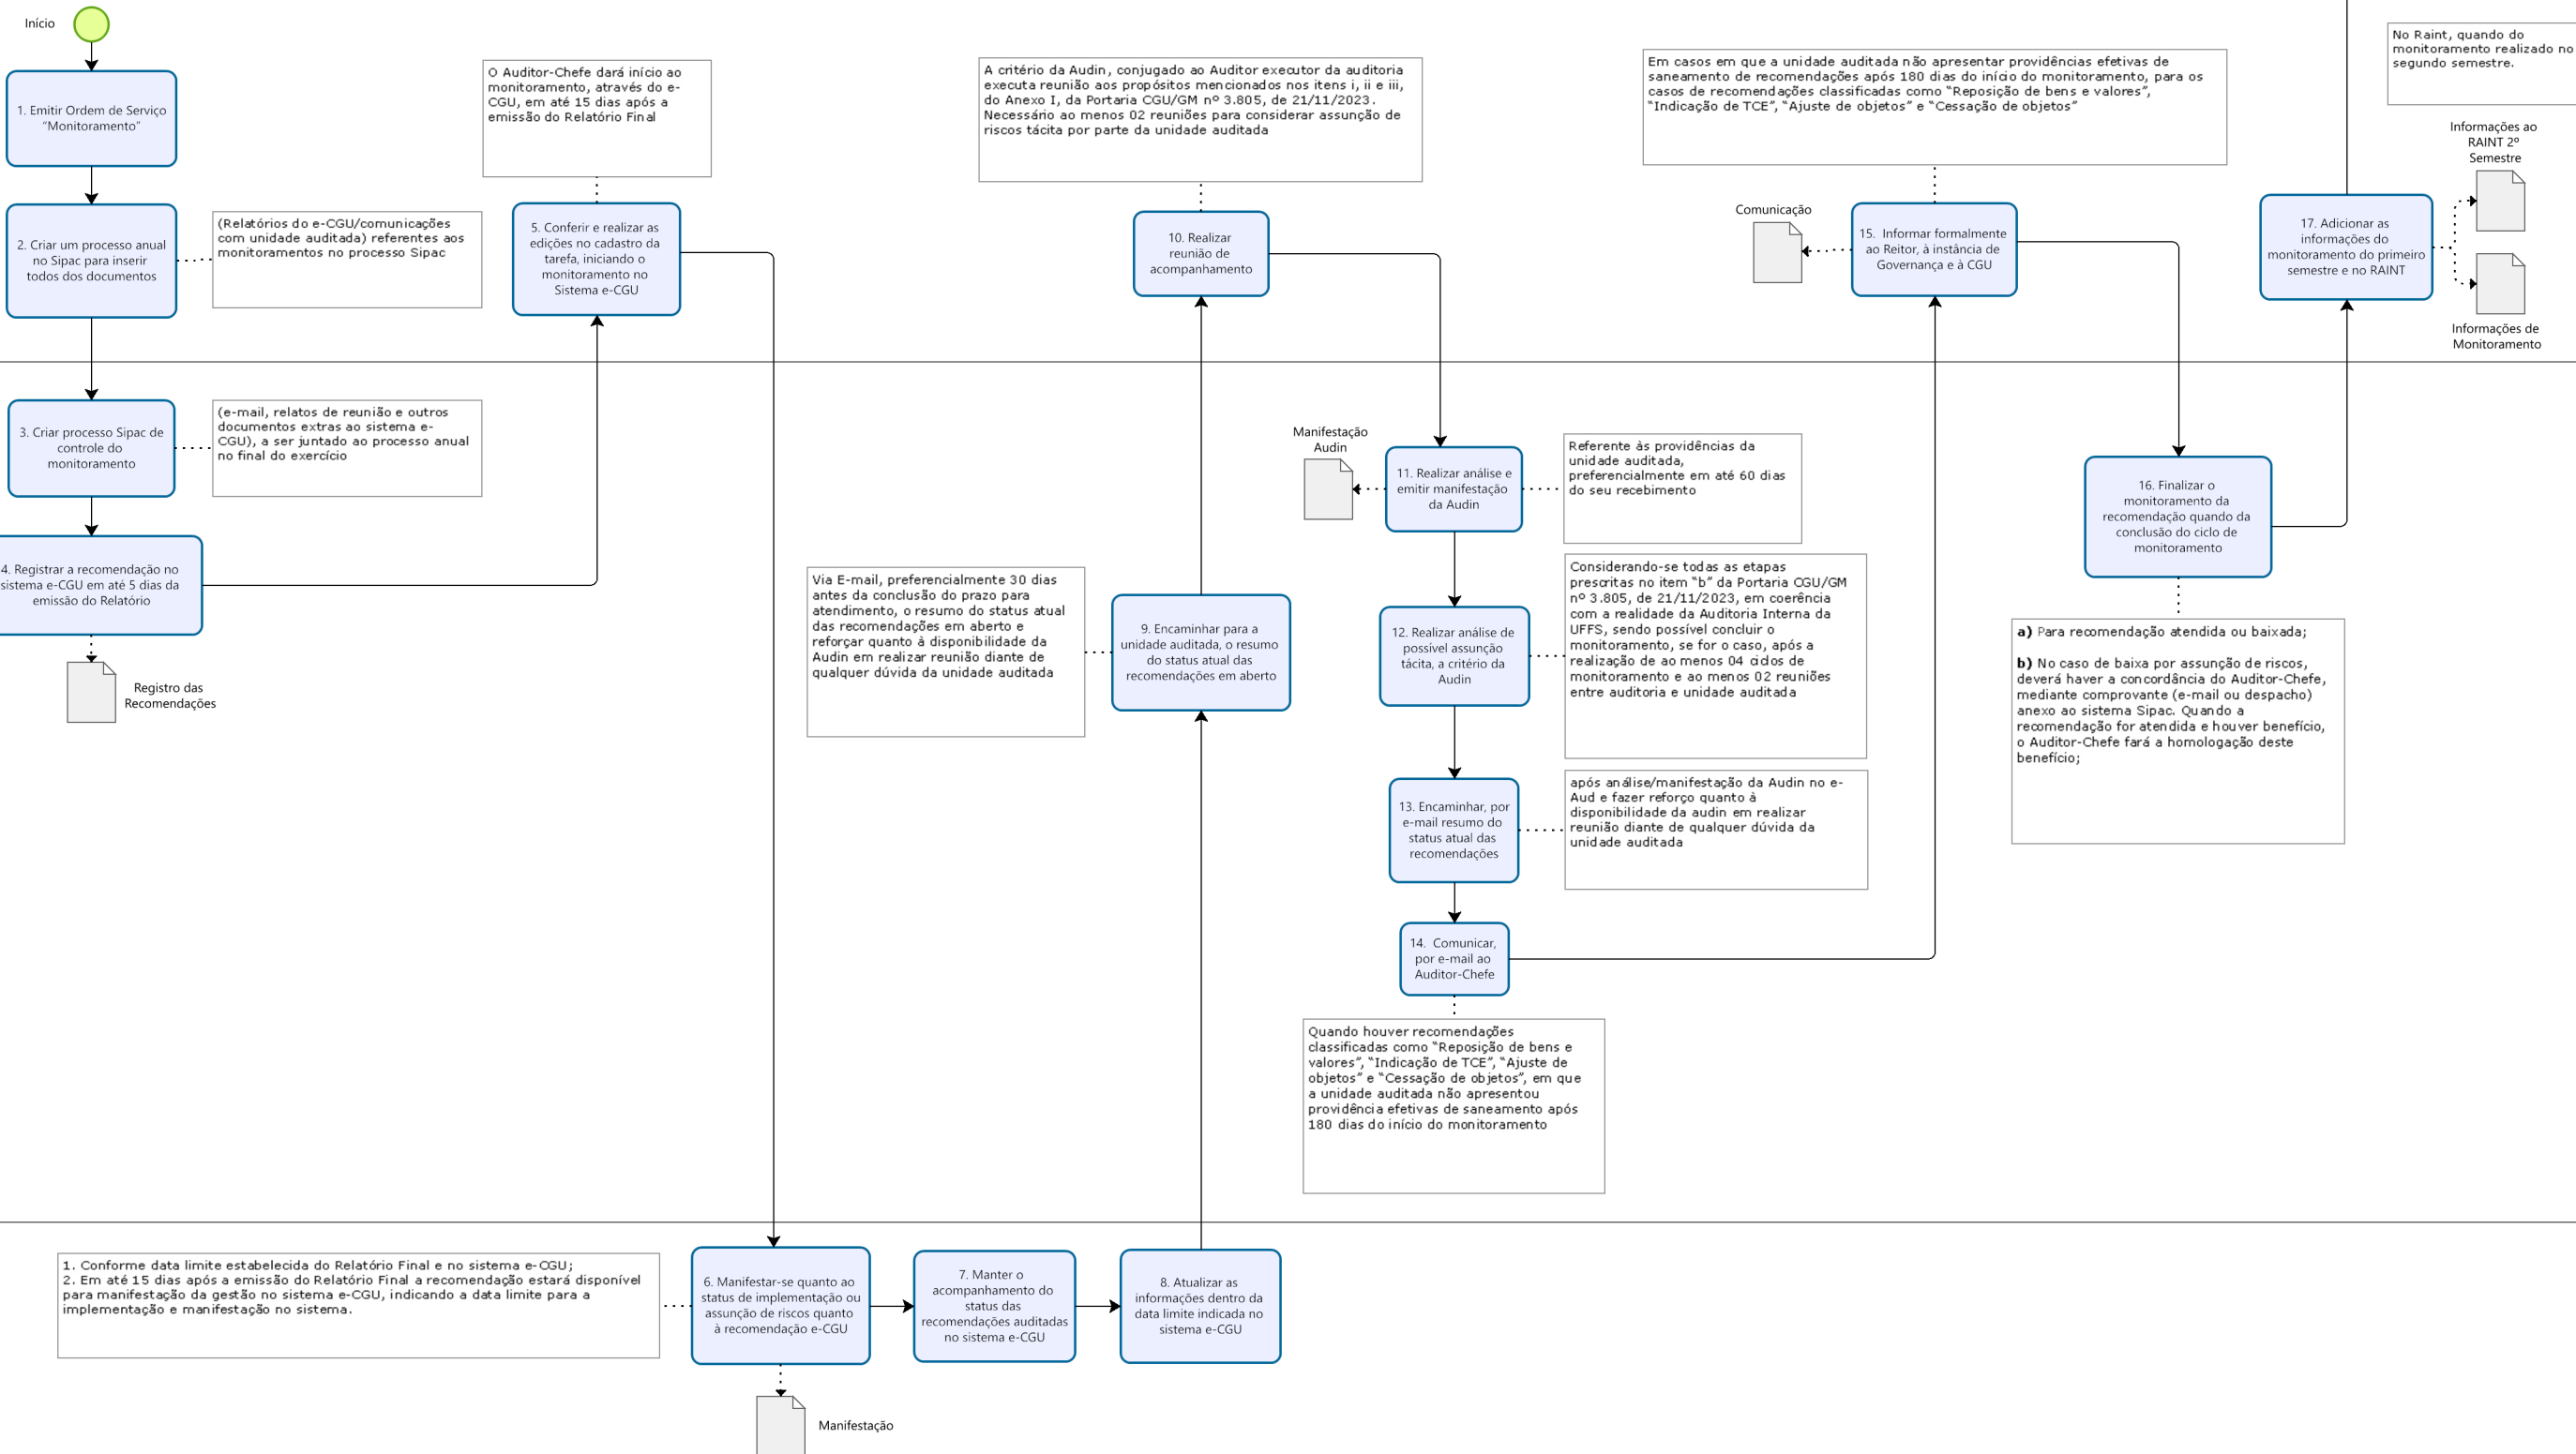 Início
1. Emitir Ordem de Serviço
“Monitoramento”
2. Criar um processo anual
no Sipac para inserir
todos dos documentos
(Relatórios do e-CGU/comunicações
com unidade auditada) referentes aos
monitoramentos no processo Sipac
3. Criar processo Sipac de
controle do
monitoramento
(e-mail, relatos de reunião e outros
documentos extras ao sistema e-
CGU), a ser juntado ao processo anual
no final do exercício
4. Registrar a recomendação no
sistema e-CGU em até 5 dias da
emissão do Relatório
Registro das
Recomendações
O Auditor-Chefe dará início ao
monitoramento, através do e-
CGU, em até 15 dias após a
emissão do Relatório Final
5. Conferir e realizar as
edições no cadastro da
tarefa, iniciando o
monitoramento no
Sistema e-CGU
1. Conforme data limite estabelecida do Relatório Final e no sistema e-CGU;
2. Em até 15 dias após a emissão do Relatório Final a recomendação estará disponível
para manifestação da gestão no sistema e-CGU, indicando a data limite para a
implementação e manifestação no sistema.
6. Manifestar-se quanto ao
status de implementação ou
assunção de riscos quanto
à recomendação e-CGU
Manifestação
7. Manter o
acompanhamento do
status das
recomendações auditadas
no sistema e-CGU
8. Atualizar as
informações dentro da
data limite indicada no
sistema e-CGU
Via E-mail, preferencialmente 30 dias
antes da conclusão do prazo para
atendimento, o resumo do status atual
das recomendações em aberto e
reforçar quanto à disponibilidade da
Audin em realizar reunião diante de
qualquer dúvida da unidade auditada
9. Encaminhar para a
unidade auditada, o resumo
do status atual das
recomendações em aberto
A critério da Audin, conjugado ao Auditor executor da auditoria
executa reunião aos propósitos mencionados nos itens i, ii e iii,
do Anexo I, da Portaria CGU/GM nº 3.805, de 21/11/2023.
Necessário ao menos 02 reuniões para considerar assunção de
riscos tácita por parte da unidade auditada
10. Realizar
reunião de
acompanhamento
Manifestação
Audin
11. Realizar análise e
emitir manifestação
da Audin
Referente às providências da
unidade auditada,
preferencialmente em até 60 dias
do seu recebimento
12. Realizar análise de
possivel assunção
tácita, a critério da
Audin
Considerando-se todas as etapas
prescritas no item “b” da Portaria CGU/GM
nº 3.805, de 21/11/2023, em coerência
com a realidade da Auditoria Interna da
UFFS, sendo possível concluir o
monitoramento, se for o caso, após a
realização de ao menos 04 ciclos de
monitoramento e ao menos 02 reuniões
entre auditoria e unidade auditada
13. Encaminhar, por
e-mail resumo do
status atual das
recomendações
após análise/manifestação da Audin no e-
Aud e fazer reforço quanto à
disponibilidade da audin em realizar
reunião diante de qualquer dúvida da
unidade auditada
14. Comunicar,
por e-mail ao
Auditor-Chefe
Quando houver recomendações
classificadas como “Reposição de bens e
valores”, “Indicação de TCE”, “Ajuste de
objetos” e “Cessação de objetos”, em que
a unidade auditada não apresentou
providência efetivas de saneamento após
180 dias do início do monitoramento
Em casos em que a unidade auditada não apresentar providências efetivas de
saneamento de recomendações após 180 dias do início do monitoramento, para os
casos de recomendações classificadas como “Reposição de bens e valores”,
“Indicação de TCE”, “Ajuste de objetos” e “Cessação de objetos”
Comunicação
15. Informar formalmente
ao Reitor, à instância de
Governança e à CGU
16. Finalizar o
monitoramento da
recomendação quando da
conclusão do ciclo de
monitoramento
a) Para recomendação atendida ou baixada;
b) No caso de baixa por assunção de riscos,
deverá haver a concordância do Auditor-Chefe,
mediante comprovante (e-mail ou despacho)
anexo ao sistema Sipac. Quando a
recomendação for atendida e houver benefício,
o Auditor-Chefe fará a homologação deste
benefício;
17. Adicionar as
informações do
monitoramento do primeiro
semestre e no RAINT
No Raint, quando do
monitoramento realizado no
segundo semestre.
Informações ao
RAINT 2º
Semestre
Informações de
Monitoramento